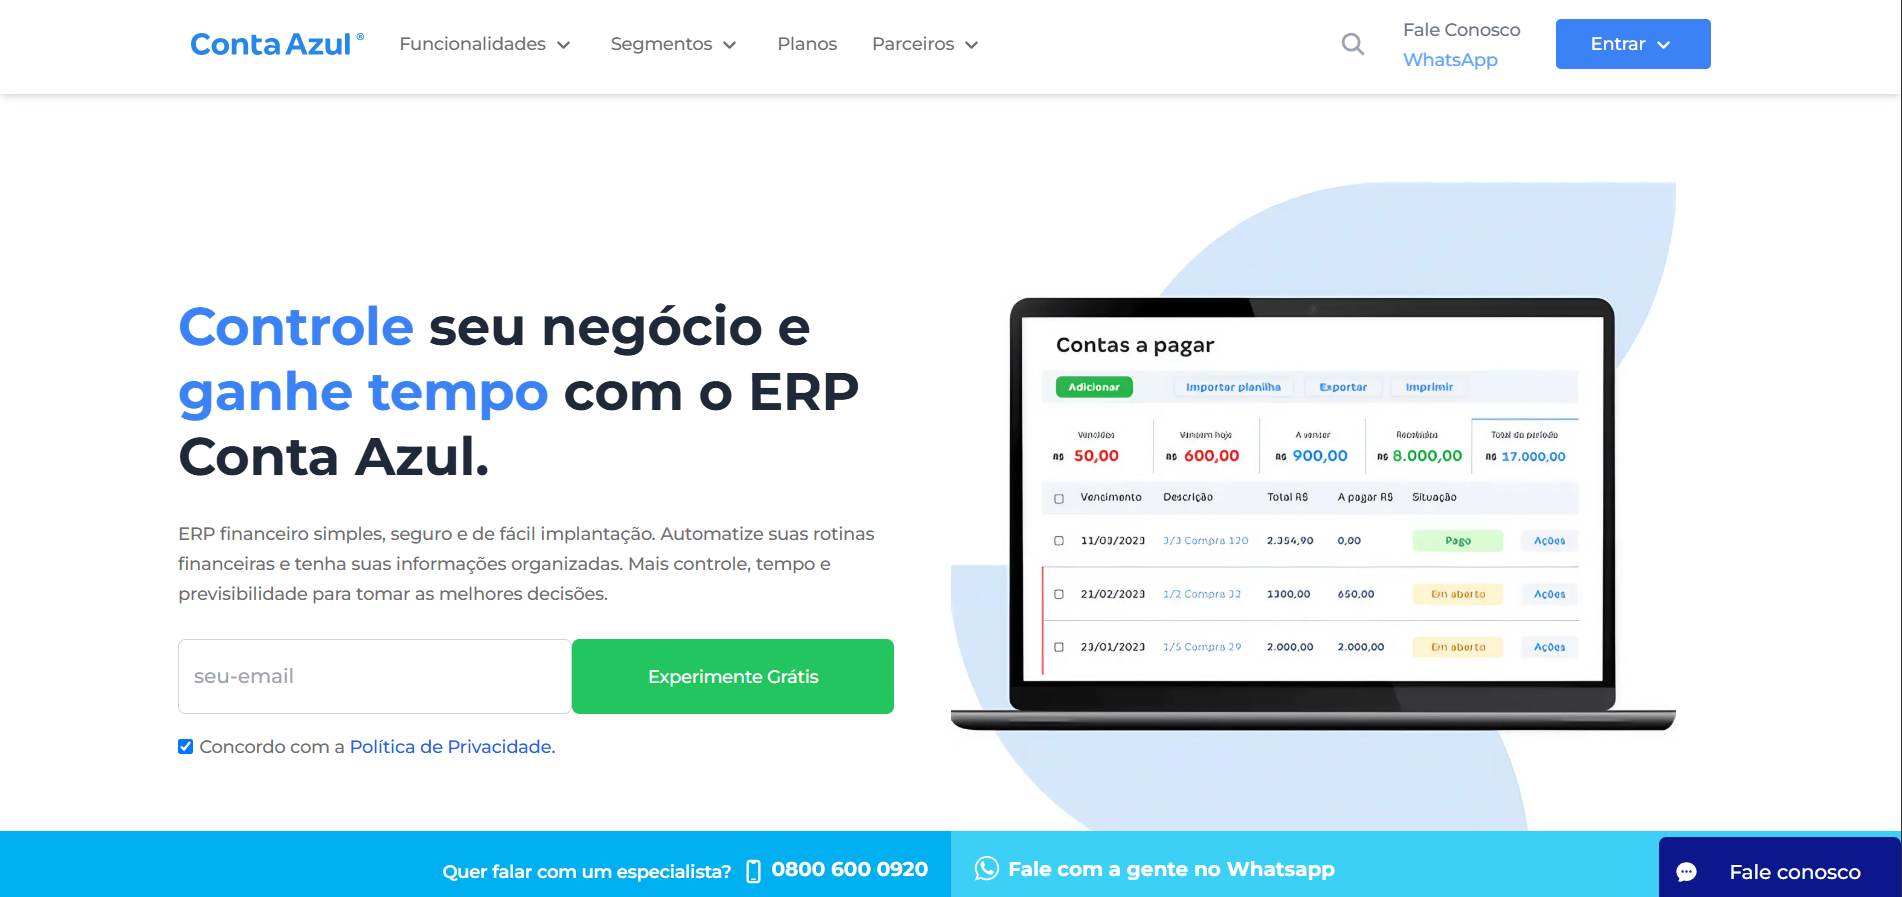 Conta Azul®
Funcionalidades
Segmentos
Planos
Parceiros
Fale Conosco
WhatsApp
Entrar
Controle seu negócio e
ganhe tempo com o ERP
Conta Azul.
ERP financeiro simples, seguro e de fácil implantação. Automatize suas rotinas
financeiras e tenha suas informações organizadas. Mais controle, tempo e
previsibilidade para tomar as melhores decisões.
seu-email
Experimente Grátis
Concordo com a Política de Privacidade.
Contas a pagar
Adicionar Importar planilha Exportar Imprimir
Vencidos Vencem hoje A vencer Recebidos Total do período
R$ 50,00 R$ 600,00 R$ 900,00 R$ 8.000,00 R$ 17.000,00
Vencimento Descrição Total R$ A pagar R$ Situação
11/03/2023 3/3 Compra 120 2.354,90 0,00 Pago Ações
21/02/2023 1/2 Compra 32 1300,00 650,00 Em aberto Ações
23/01/2023 1/5 Compra 29 2.000,00 2.000,00 Em aberto Ações
Quer falar com um especialista? 0800 600 0920
Fale com a gente no Whatsapp
Fale conosco